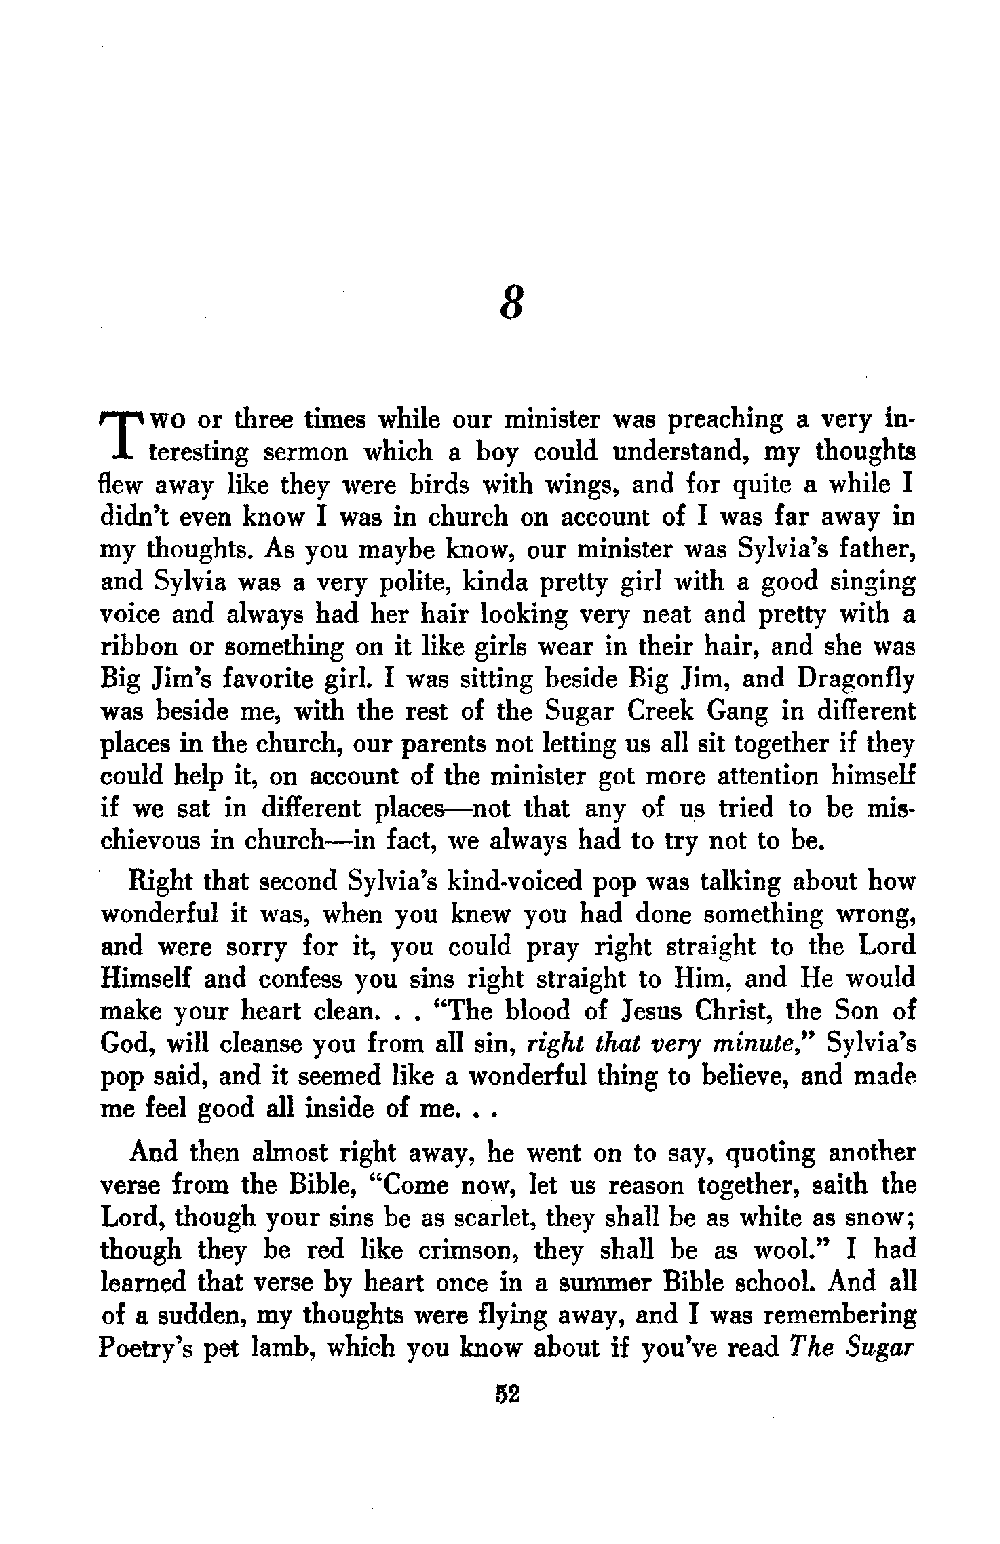 8
Two or three times while our minister was preaching a very in-
teresting sermon which a boy could understand, my thoughts
flew away like they were birds with wings, and for quite a while I
didn't even know I was in church on account of I was far away in
my thoughts. As you maybe know, our minister was Sylvia's father,
and Sylvia was a very polite, kinda pretty girl with a good singing
voice and always had her hair looking very neat and pretty with a
ribbon or something on it like girls wear in their hair, and she was
Big Jim's favorite girl. I was sitting beside Big Jim, and Dragonfly
was beside me, with the rest of the Sugar Creek Gang in different
places in the church, our parents not letting us all sit together if they
could help it, on account of the minister got more attention himself
if we sat in different places—not that any of us tried to be mis-
chievous in church—in fact, we always had to try not to be.
Right that second Sylvia's kind-voiced pop was talking about how
wonderful it was, when you knew you had done something wrong,
and were sorry for it, you could pray right straight to the Lord
Himself and confess you sins right straight to Him, and He would
make your heart clean. . . “The blood of Jesus Christ, the Son of
God, will cleanse you from all sin, right that very minute,” Sylvia's
pop said, and it seemed like a wonderful thing to believe, and made
me feel good all inside of me. . .
And then almost right away, he went on to say, quoting another
verse from the Bible, “Come now, let us reason together, saith the
Lord, though your sins be as scarlet, they shall be as white as snow;
though they be red like crimson, they shall be as wool.” I had
learned that verse by heart once in a summer Bible school. And all
of a sudden, my thoughts were flying away, and I was remembering
Poetry's pet lamb, which you know about if you've read The Sugar
52